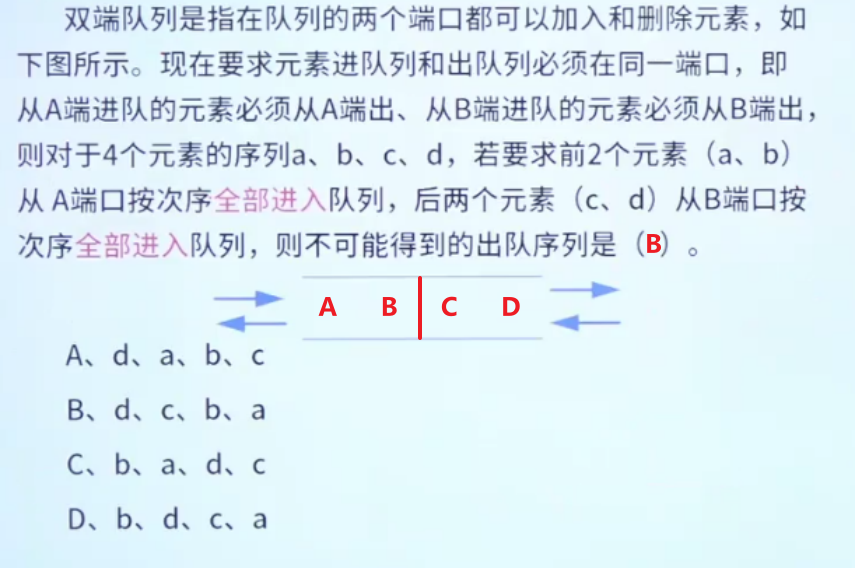 双端队列是指在队列的两个端口都可以加入和删除元素，如
下图所示。现在要求元素进队列和出队列必须在同一端口，即
从A端进队的元素必须从A端出、从B端进队的元素必须从B端出，
则对于4个元素的序列a、b、c、d，若要求前2个元素（a、b）
从 A端口按次序全部进入队列，后两个元素（c、d）从B端口按
次序全部进入队列，则不可能得到的出队序列是（B）。
A B C D
A、d、a、b、c
B、d、c、b、a
C、b、a、d、c
D、b、d、c、a